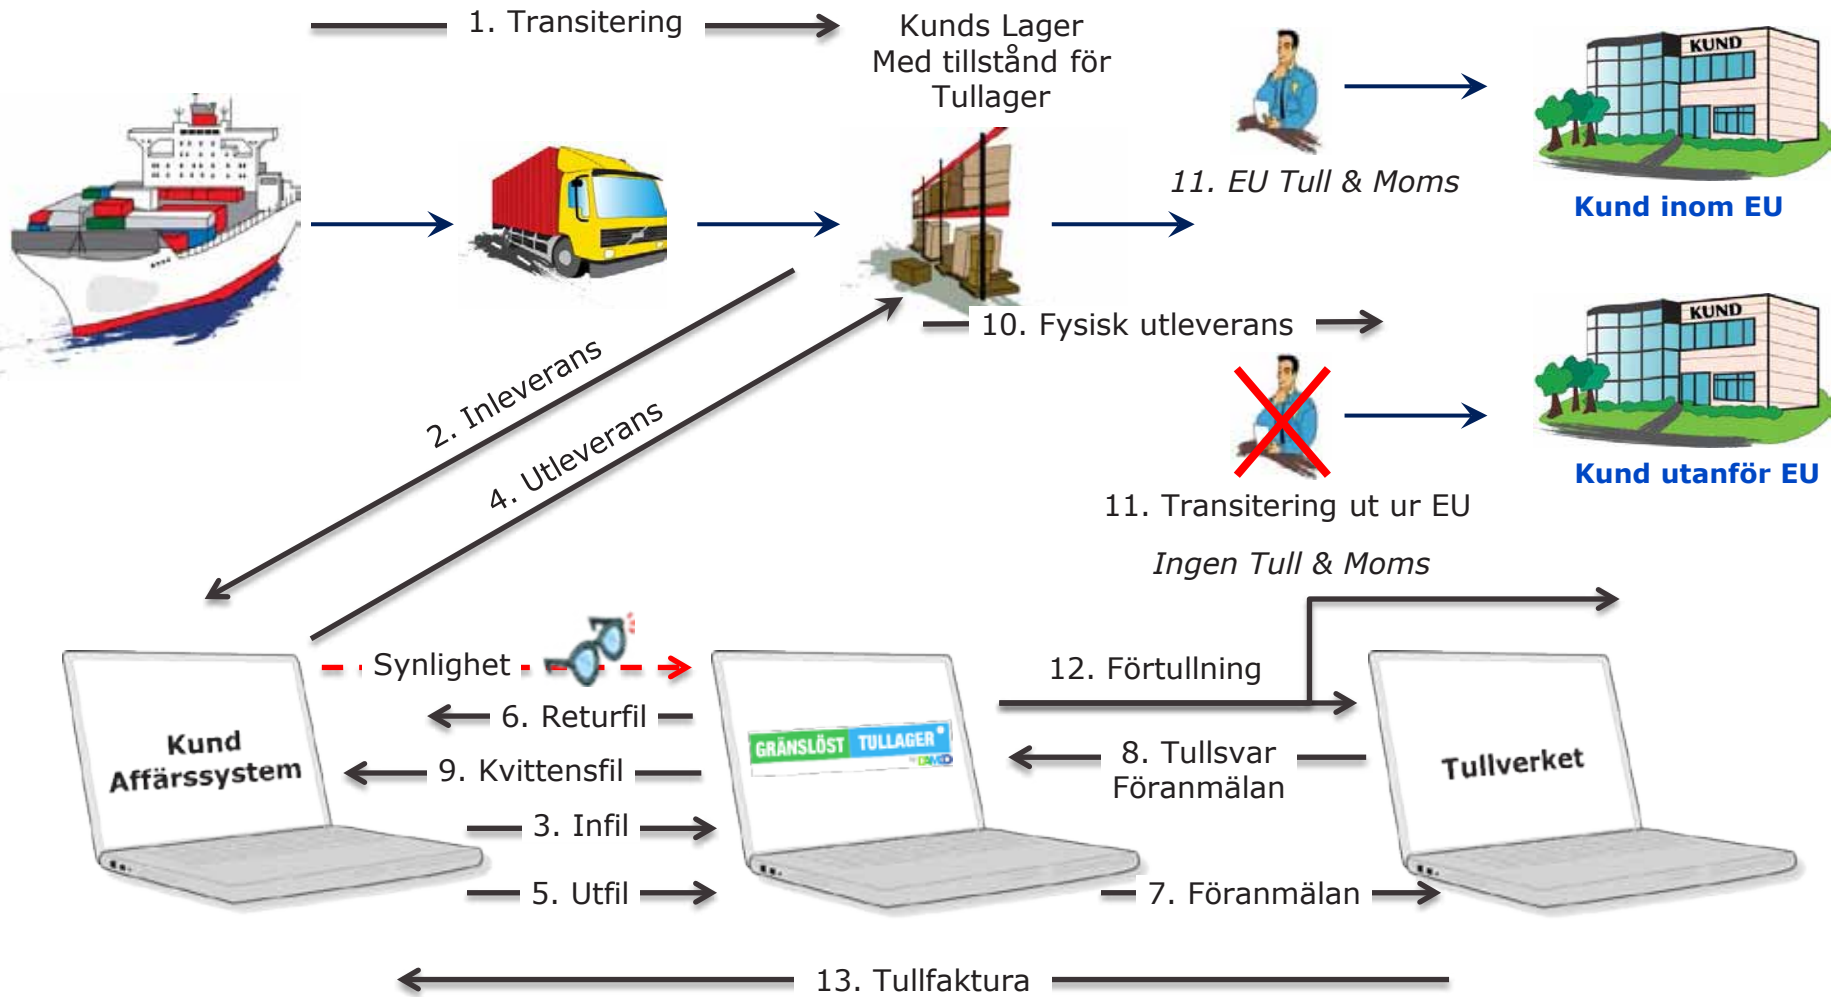 1. Transitering
Kunds Lager
Med tillstånd för
Tullager
KUND
11. EU Tull & Moms
Kund inom EU
10. Fysisk utleverans
KUND
2. Inleverans
4. Utleverans
Kund utanför EU
11. Transitering ut ur EU
Ingen Tull & Moms
Synlighet
12. Förtullning
6. Returfil
Kund
Affärssystem
GRÄNSLÖST TULLAGER
by DAMCO
8. Tullsvar
Föranmälan
Tullverket
9. Kvittensfil
3. Infil
5. Utfil
7. Föranmälan
13. Tullfaktura